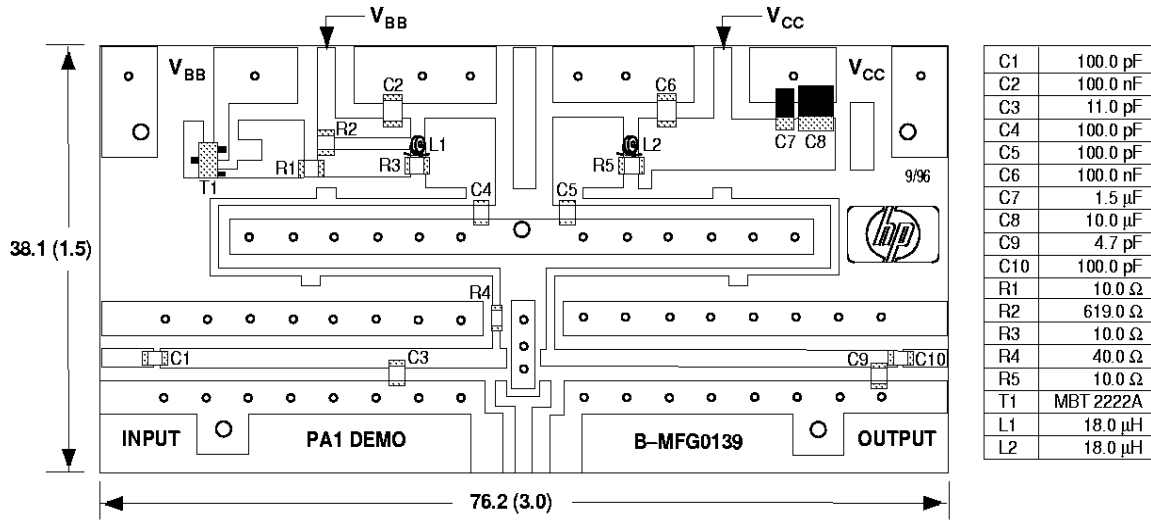 V_BB
V_CC
V_BB
C2
C6
V_CC
R2
L1
L2
C7 C8
T1
R1
R3
R5
9/96
C4
C5
hp
38.1 (1.5)
R4
C1
C3
C9
C10
INPUT
PA1 DEMO
B–MFG0139
OUTPUT
76.2 (3.0)
C1 100.0 pF
C2 100.0 nF
C3 11.0 pF
C4 100.0 pF
C5 100.0 pF
C6 100.0 nF
C7 1.5 µF
C8 10.0 µF
C9 4.7 pF
C10 100.0 pF
R1 10.0 Ω
R2 619.0 Ω
R3 10.0 Ω
R4 40.0 Ω
R5 10.0 Ω
T1 MBT 2222A
L1 18.0 µH
L2 18.0 µH